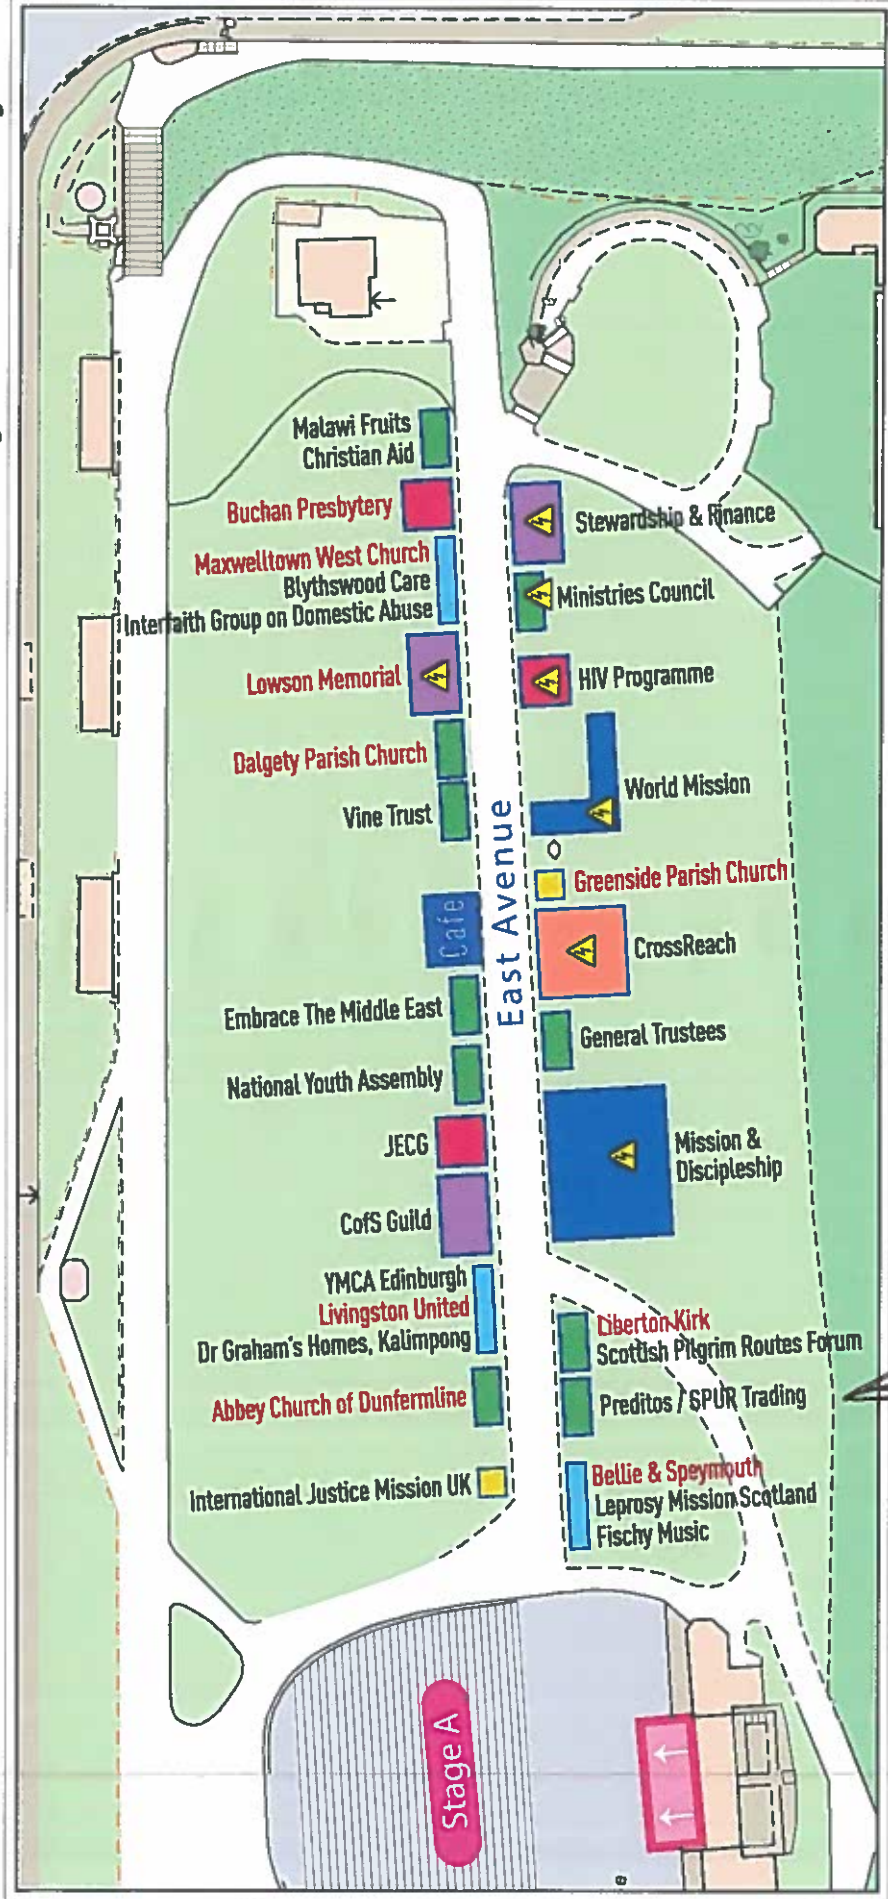 Malawi Fruits
Christian Aid
Buchan Presbytery
Maxwelltown West Church
Blythswood Care
Interfaith Group on Domestic Abuse
Lowson Memorial
Dalgety Parish Church
Vine Trust
Cafe
Embrace The Middle East
National Youth Assembly
JECG
CofS Guild
YMCA Edinburgh
Livingston United
Dr Graham's Homes, Kalimpong
Abbey Church of Dunfermline
International Justice Mission UK
East Avenue
Stewardship & Finance
Ministries Council
HIV Programme
World Mission
Greenside Parish Church
CrossReach
General Trustees
Mission &
Discipleship
Liberton Kirk
Scottish Pilgrim Routes Forum
Preditos / SPUR Trading
Bellie & Speymouth
Leprosy Mission Scotland
Fischy Music
Stage A